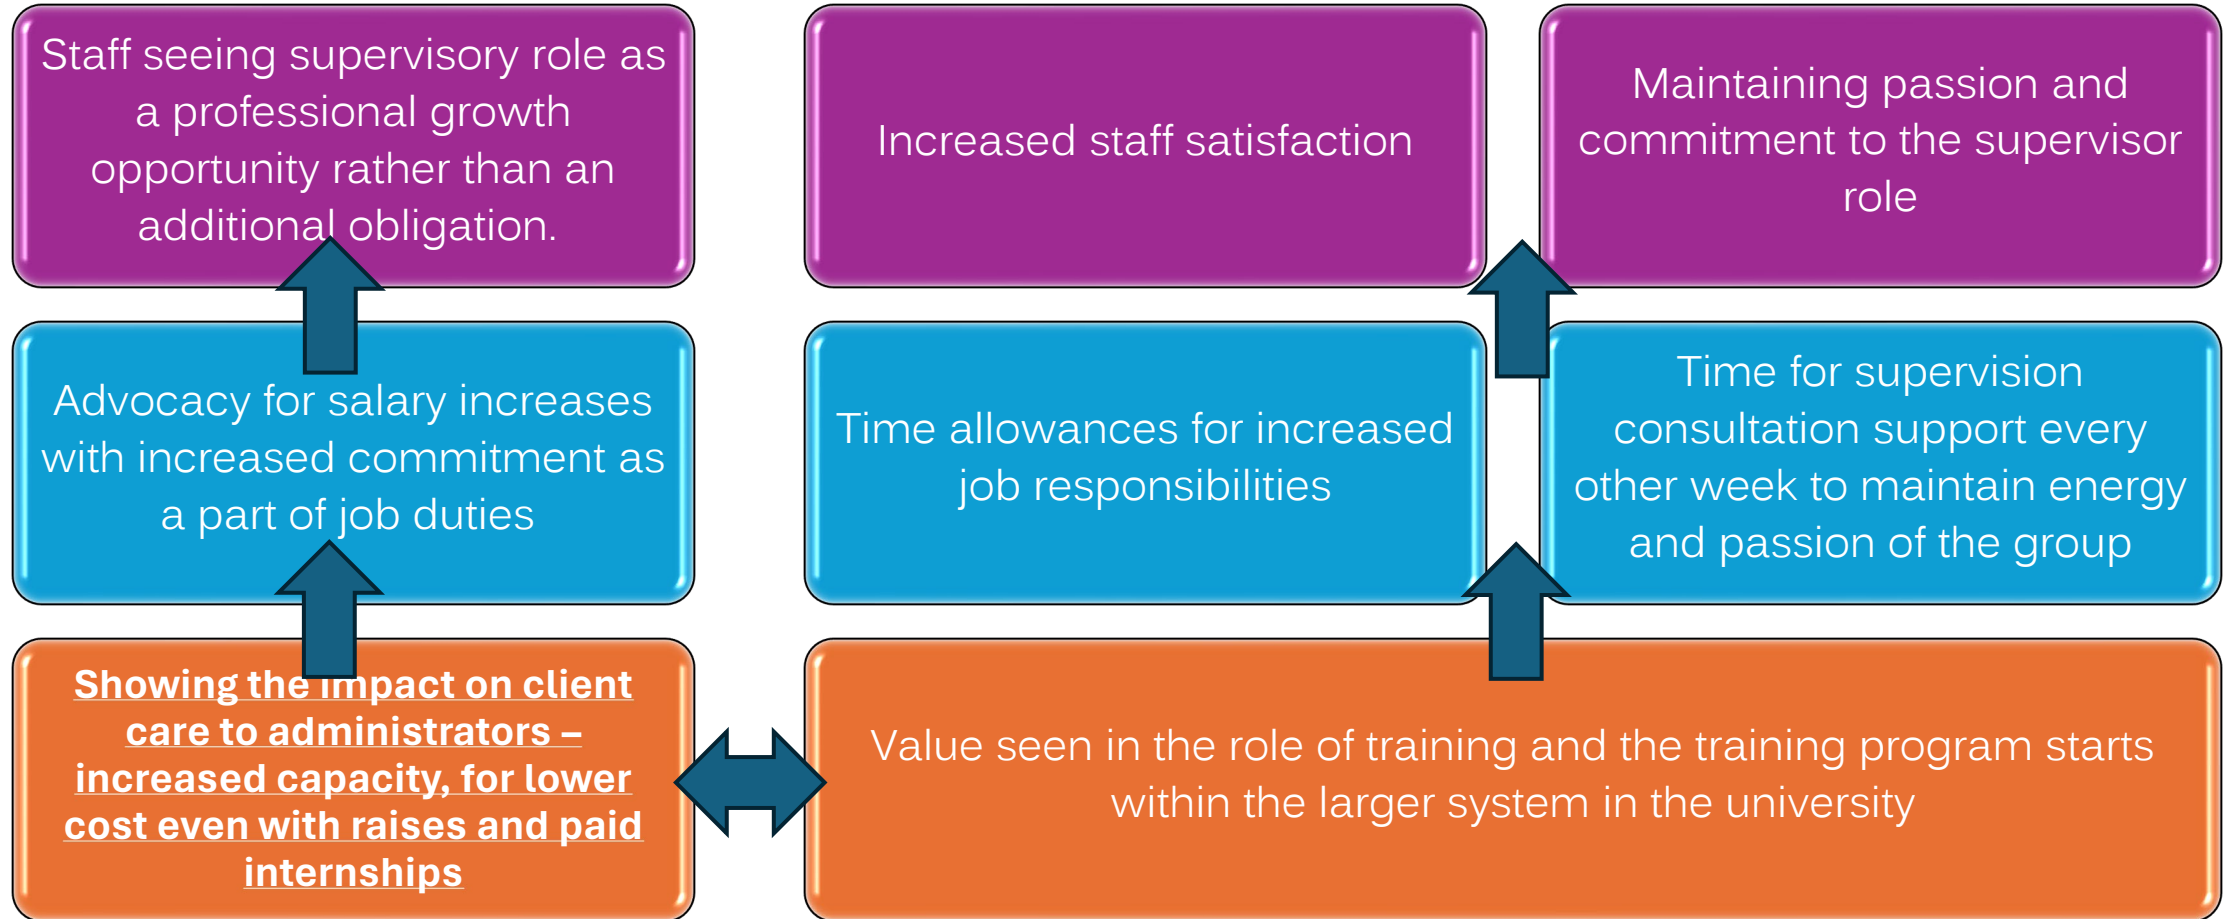 Staff seeing supervisory role as
a professional growth
opportunity rather than an
additional obligation.
Increased staff satisfaction
Maintaining passion and
commitment to the supervisor
role
Advocacy for salary increases
with increased commitment as
a part of job duties
Time allowances for increased
job responsibilities
Time for supervision
consultation support every
other week to maintain energy
and passion of the group
Showing the impact on client
care to administrators –
increased capacity, for lower
cost even with raises and paid
internships
Value seen in the role of training and the training program starts
within the larger system in the university